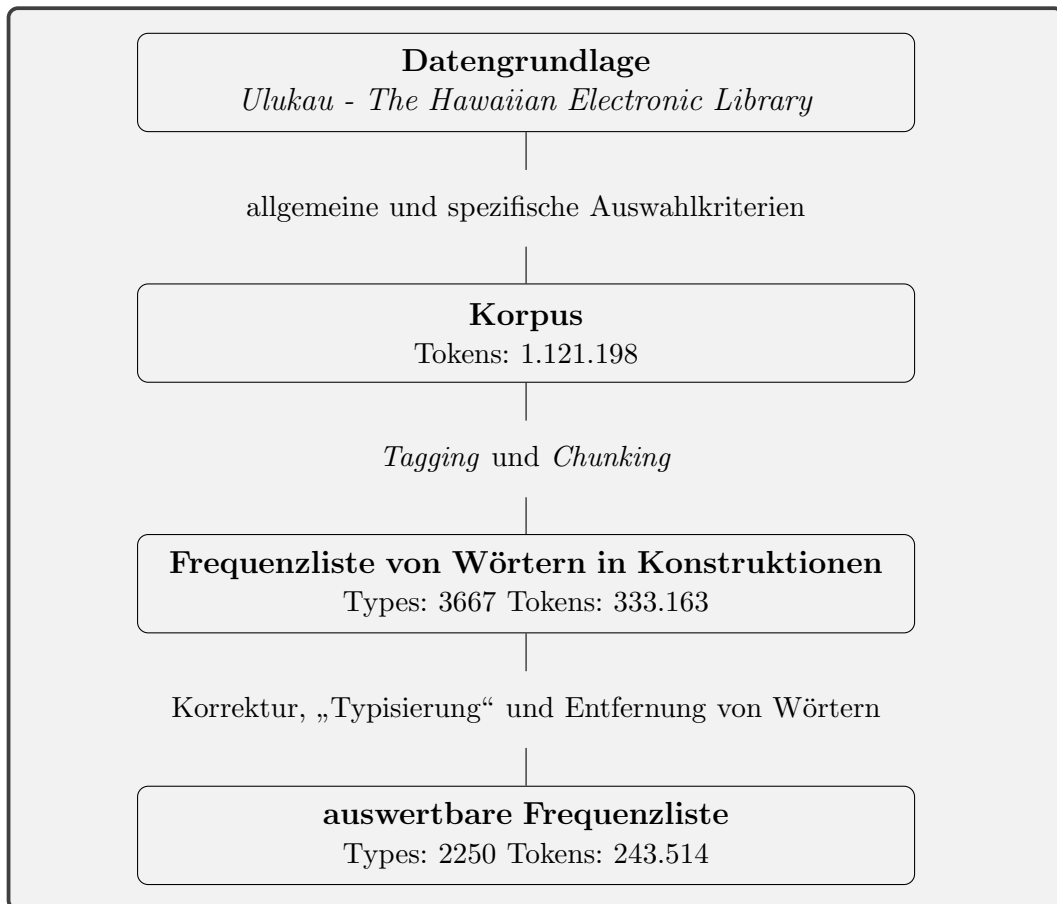 Datengrundlage
Ulukau - The Hawaiian Electronic Library
allgemeine und spezifische Auswahlkriterien
Korpus
Tokens: 1.121.198
Tagging und Chunking
Frequenzliste von Wörtern in Konstruktionen
Types: 3667 Tokens: 333.163
Korrektur, „Typisierung“ und Entfernung von Wörtern
auswertbare Frequenzliste
Types: 2250 Tokens: 243.514